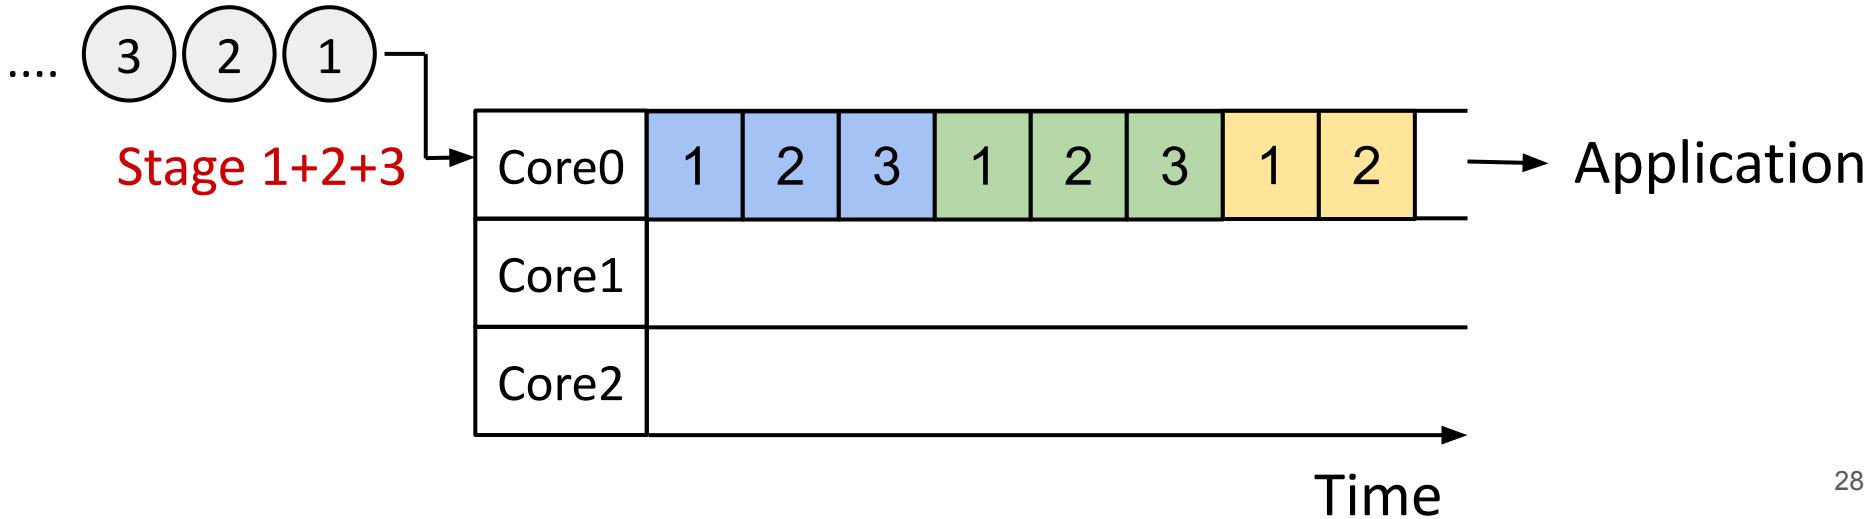 .... 3 2 1
Stage 1+2+3
Core0 1 2 3 1 2 3 1 2
Application
Core1
Core2
Time
28